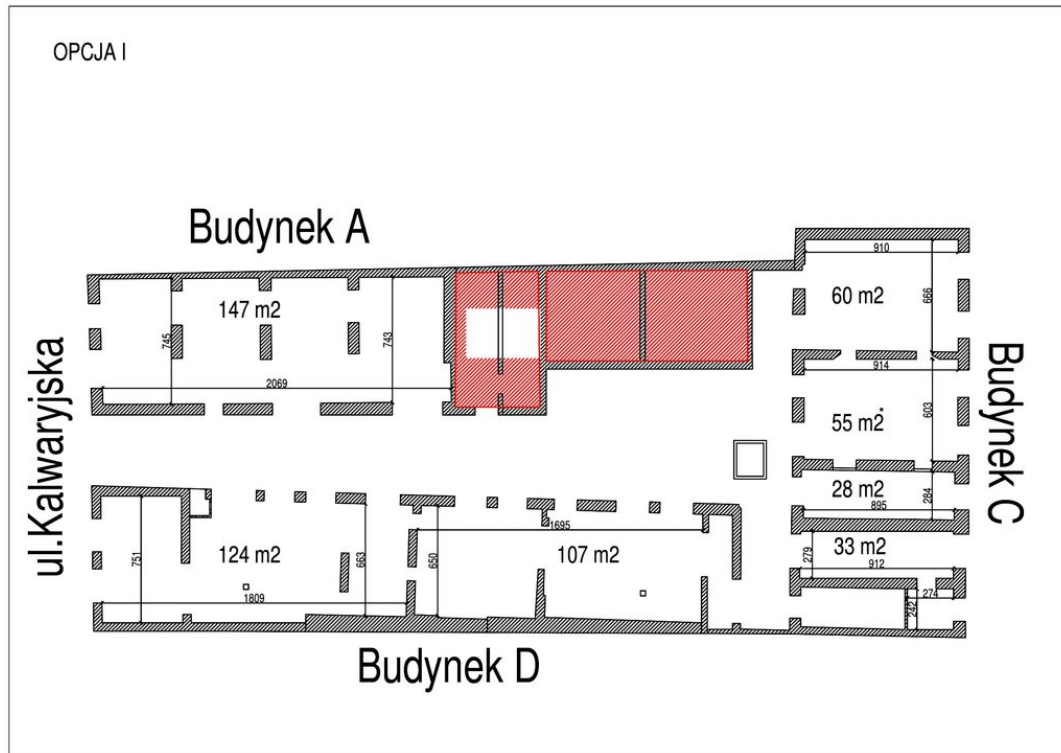 OPCJA I
Budynek A
910
147 m2
60 m2
666
745
743
ul.Kalwaryjska
914
Budynek C
2069
55 m2
603
28 m2
284
895
1695
751
124 m2
663
650
107 m2
279
33 m2
912
274
242
1809
Budynek D